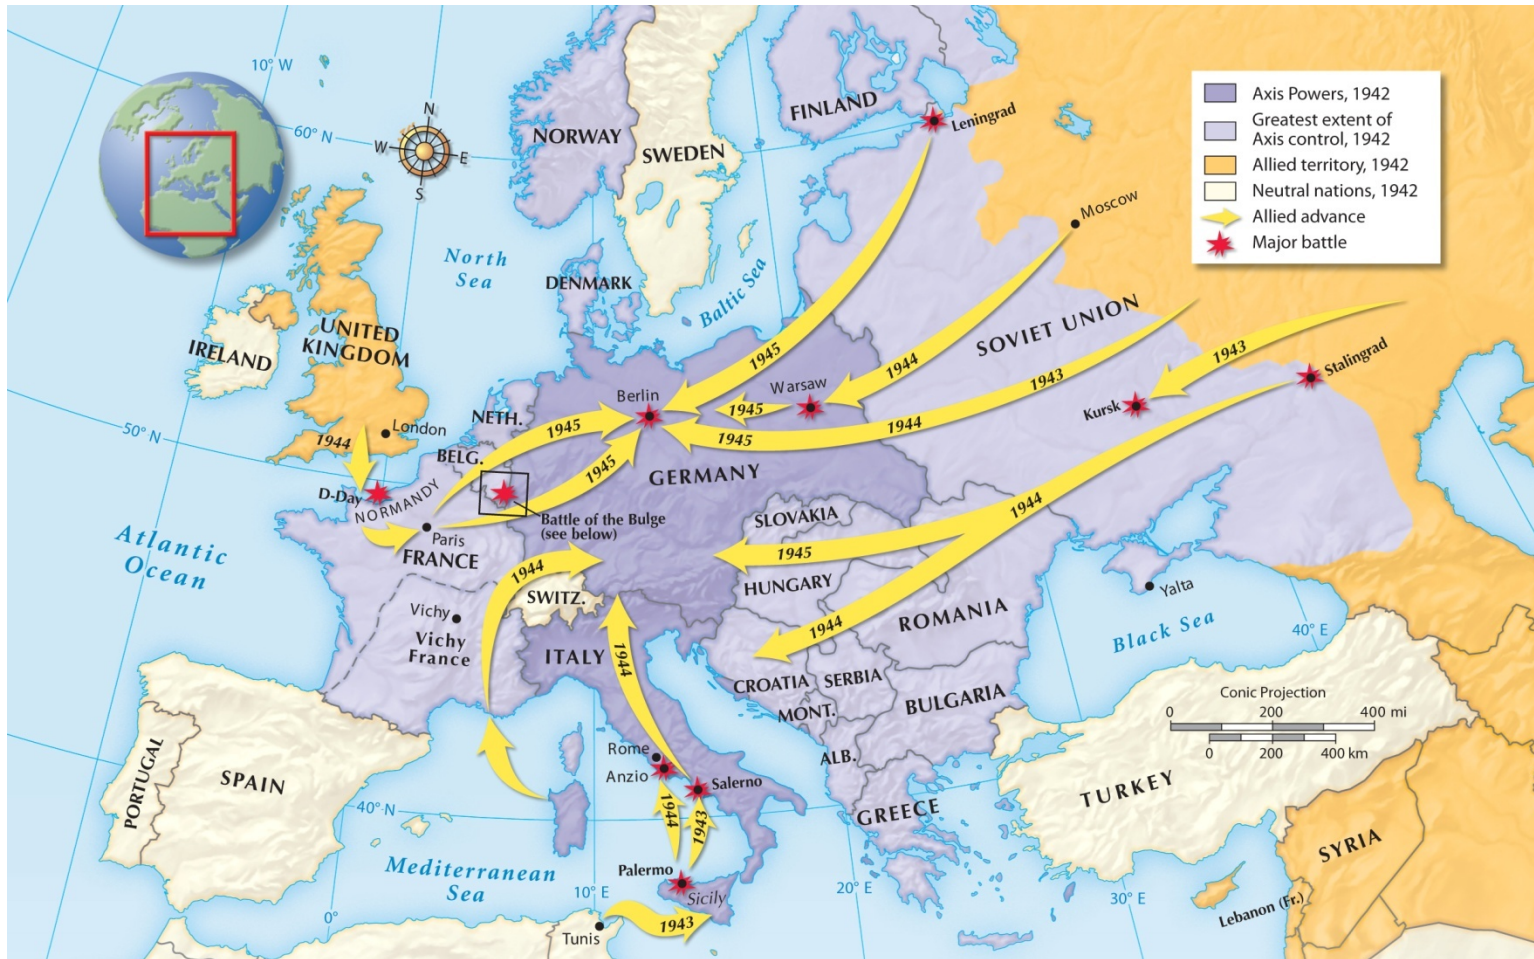 10° W
60° N
N
W
E
S
NORWAY
SWEDEN
FINLAND
Leningrad
Axis Powers, 1942
Greatest extent of
Axis control, 1942
Allied territory, 1942
Neutral nations, 1942
Allied advance
Major battle
Moscow
North
Sea
DENMARK
Baltic Sea
SOVIET UNION
UNITED
KINGDOM
IRELAND
1945
1944
1943
1943
Stalingrad
Berlin
Warsaw
1945
Kursk
NETH.
1945
1945
1944
50° N
1944
London
BELG.
1945
GERMANY
D-Day
NORMANDY
Battle of the Bulge
(see below)
SLOVAKIA
1944
Paris
FRANCE
Atlantic
Ocean
1944
1945
HUNGARY
SWITZ.
Yalta
Vichy
Vichy
France
ITALY
1944
1944
ROMANIA
Black Sea
40° E
CROATIA
SERBIA
BULGARIA
MONT.
Conic Projection
0
200
400 mi
0
200
400 km
ALB.
Rome
Anzio
Salerno
PORTUGAL
SPAIN
TURKEY
GREECE
40° N
1944
1943
SYRIA
Mediterranean
Sea
Palermo
Sicily
10° E
20° E
30° E
Lebanon (Fr.)
0°
Tunis
1943